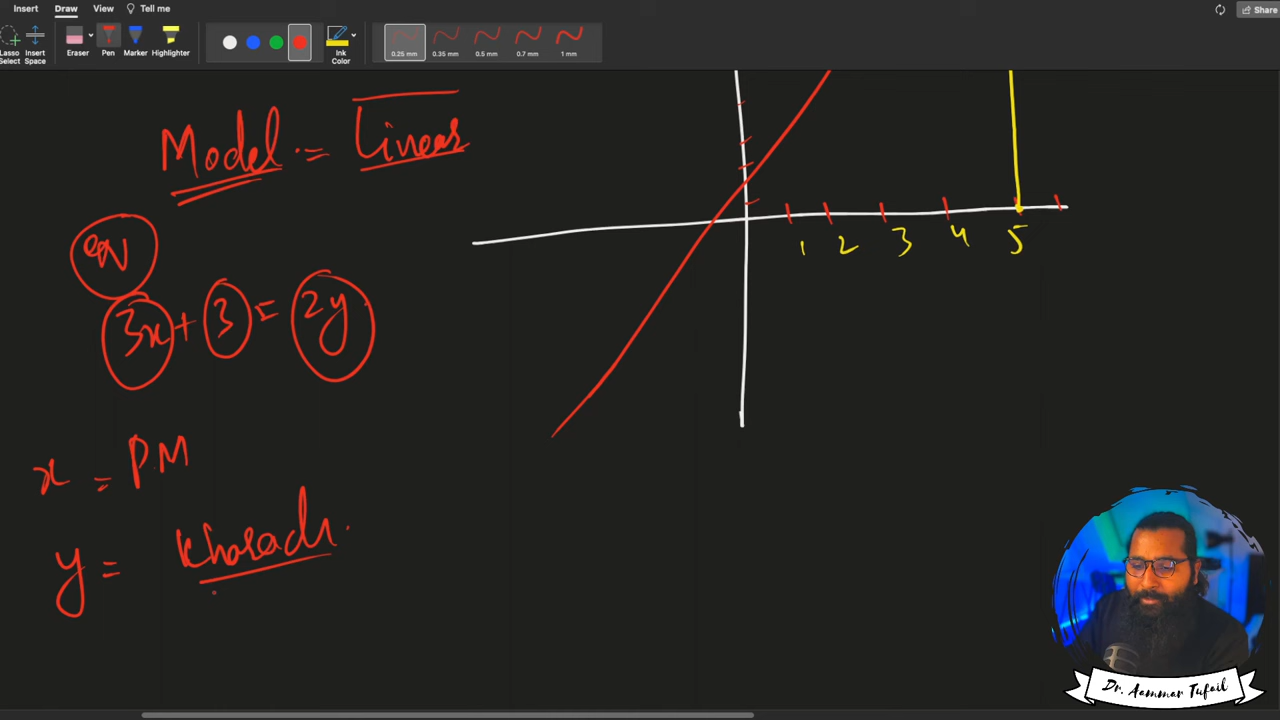 Insert Draw View Tell me
Share
Lasso Select
Insert Space
Eraser
Pen
Marker
Highlighter
Ink Color
0.25 mm
0.35 mm
0.5 mm
0.7 mm
1 mm
Model = Linear
eq
3x + 3 = 2y
x = P.M
y = Kharach
1 2 3 4 5
Dr. Aammar Tufail